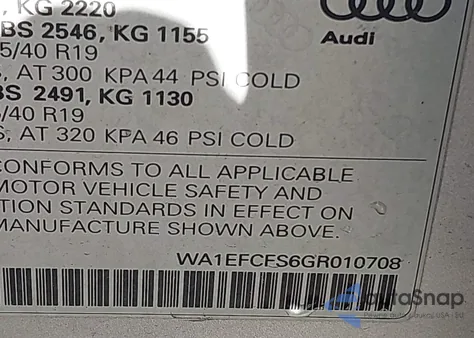 , KG 2220
BS 2546, KG 1155
5/40 R19
S, AT 300 KPA 44 PSI COLD
BS 2491, KG 1130
5/40 R19
S, AT 320 KPA 46 PSI COLD
Audi
CONFORMS TO ALL APPLICABLE
MOTOR VEHICLE SAFETY AND
TION STANDARDS IN EFFECT ON
MANUFACTURE SHOWN ABOVE.
WA1EFCFS6GR010708
AutoSnap